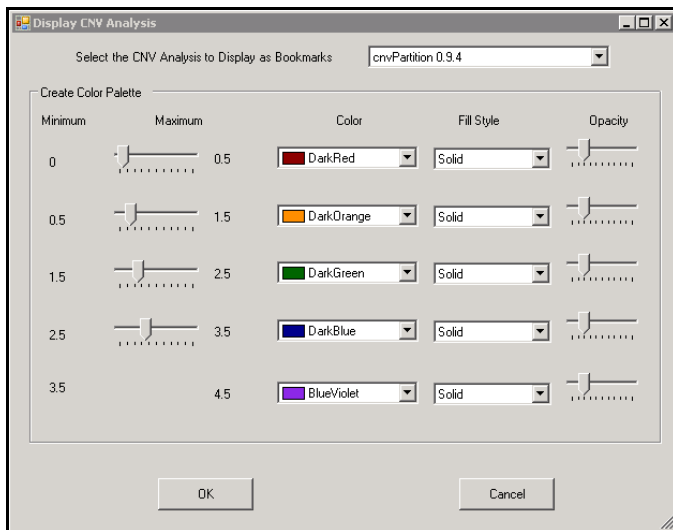 Display CNV Analysis
Select the CNV Analysis to Display as Bookmarks cnvPartition 0.9.4
Create Color Palette
Minimum Maximum Color Fill Style Opacity
0 0.5 DarkRed Solid
0.5 1.5 DarkOrange Solid
1.5 2.5 DarkGreen Solid
2.5 3.5 DarkBlue Solid
3.5 4.5 BlueViolet Solid
OK Cancel